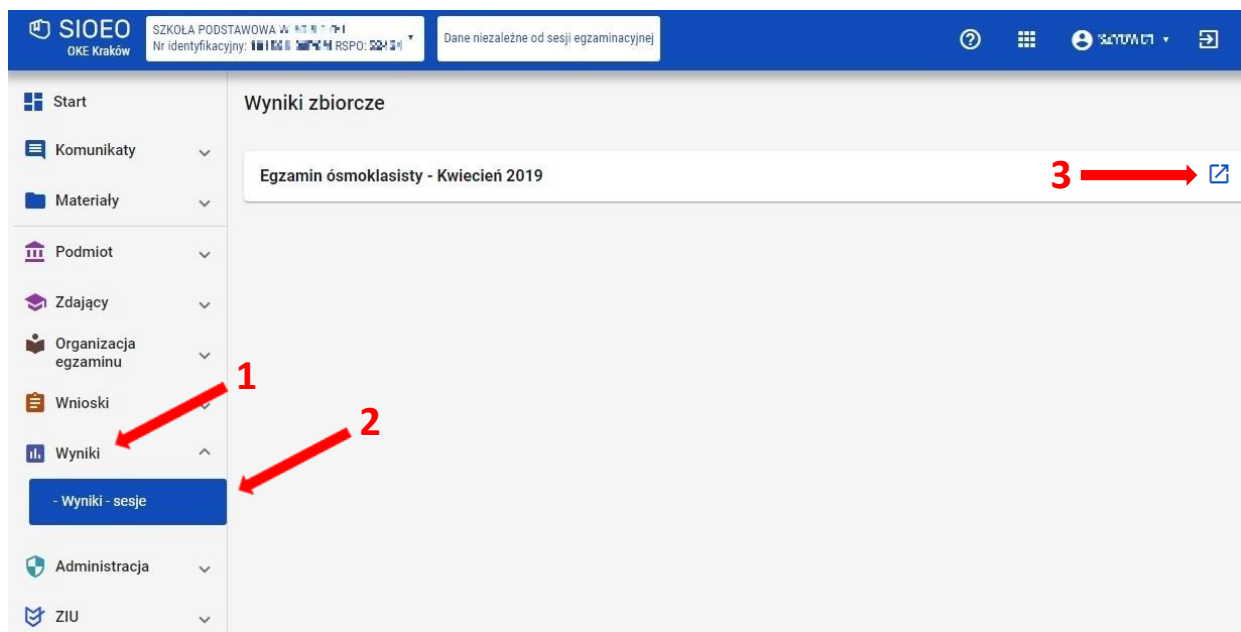 SIOEO
OKE Kraków
SZKOŁA PODSTAWOWA
Nr identyfikacyjny: RSPO:
Dane niezależne od sesji egzaminacyjnej
Start
Komunikaty
Materiały
Podmiot
Zdający
Organizacja
egzaminu
Wnioski
Wyniki
- Wyniki - sesje
Administracja
ZIU
Wyniki zbiorcze
Egzamin ósmoklasisty - Kwiecień 2019
3
1
2